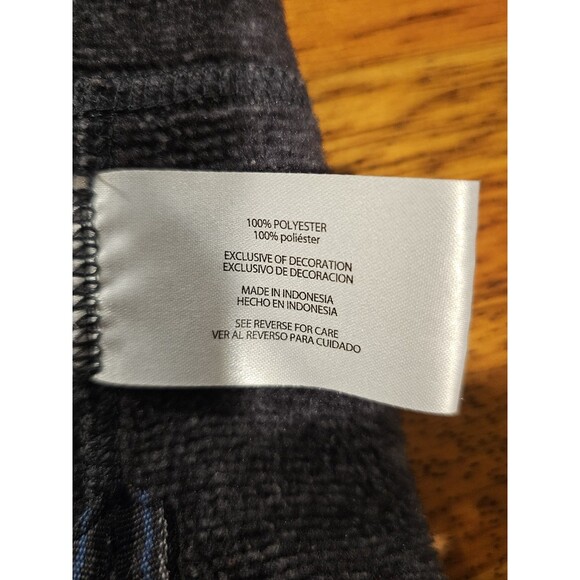 100% POLYESTER
100% poliéster
EXCLUSIVE OF DECORATION
EXCLUSIVO DE DECORACION
MADE IN INDONESIA
HECHO EN INDONESIA
SEE REVERSE FOR CARE
VER AL REVERSO PARA CUIDADO